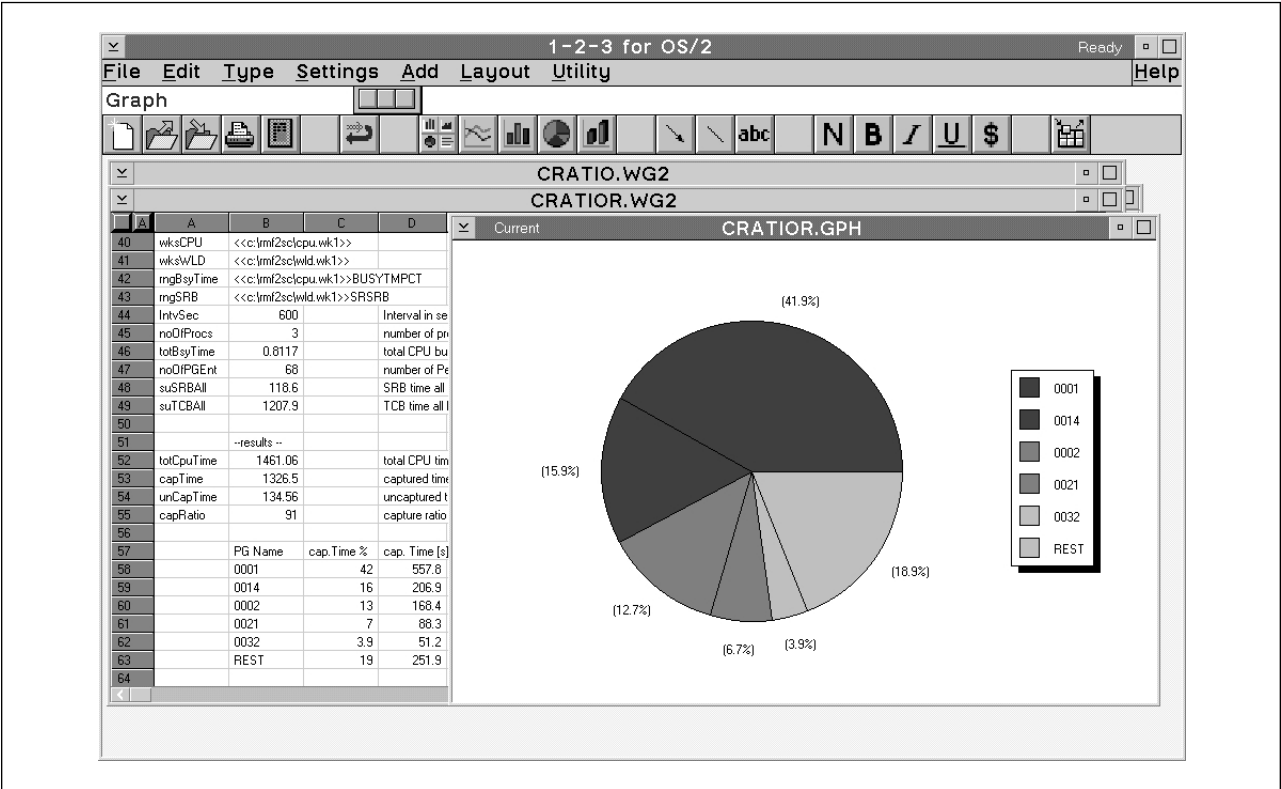 1-2-3 for OS/2 Ready
File Edit Type Settings Add Layout Utility Help
Graph
abc N B I U $
CRATIO.WG2
CRATIOR.WG2
A A B C D
Current CRATIOR.GPH
40 wksCPU <<c:\rmf2sc\cpu.wk1>>
41 wksWLD <<c:\rmf2sc\wld.wk1>>
42 rngBsyTime <<c:\rmf2sc\cpu.wk1>>BUSYTMPCT
43 rngSRB <<c:\rmf2sc\wld.wk1>>SRSRB
44 IntvSec 600 Interval in se
45 noOfProcs 3 number of pr
46 totBsyTime 0.8117 total CPU bu
47 noOfPGEnt 68 number of Pe
48 suSRBAll 118.6 SRB time all
49 suTCBAll 1207.9 TCB time all
50
51 --results --
52 totCpuTime 1461.06 total CPU tim
53 capTime 1326.5 captured time
54 unCapTime 134.56 uncaptured t
55 capRatio 91 capture ratio
56
57 PG Name cap.Time % cap. Time [s]
58 0001 42 557.8
59 0014 16 206.9
60 0002 13 168.4
61 0021 7 88.3
62 0032 3.9 51.2
63 REST 19 251.9
64
(41.9%)
(15.9%)
(12.7%)
(6.7%)
(3.9%)
(18.9%)
0001
0014
0002
0021
0032
REST